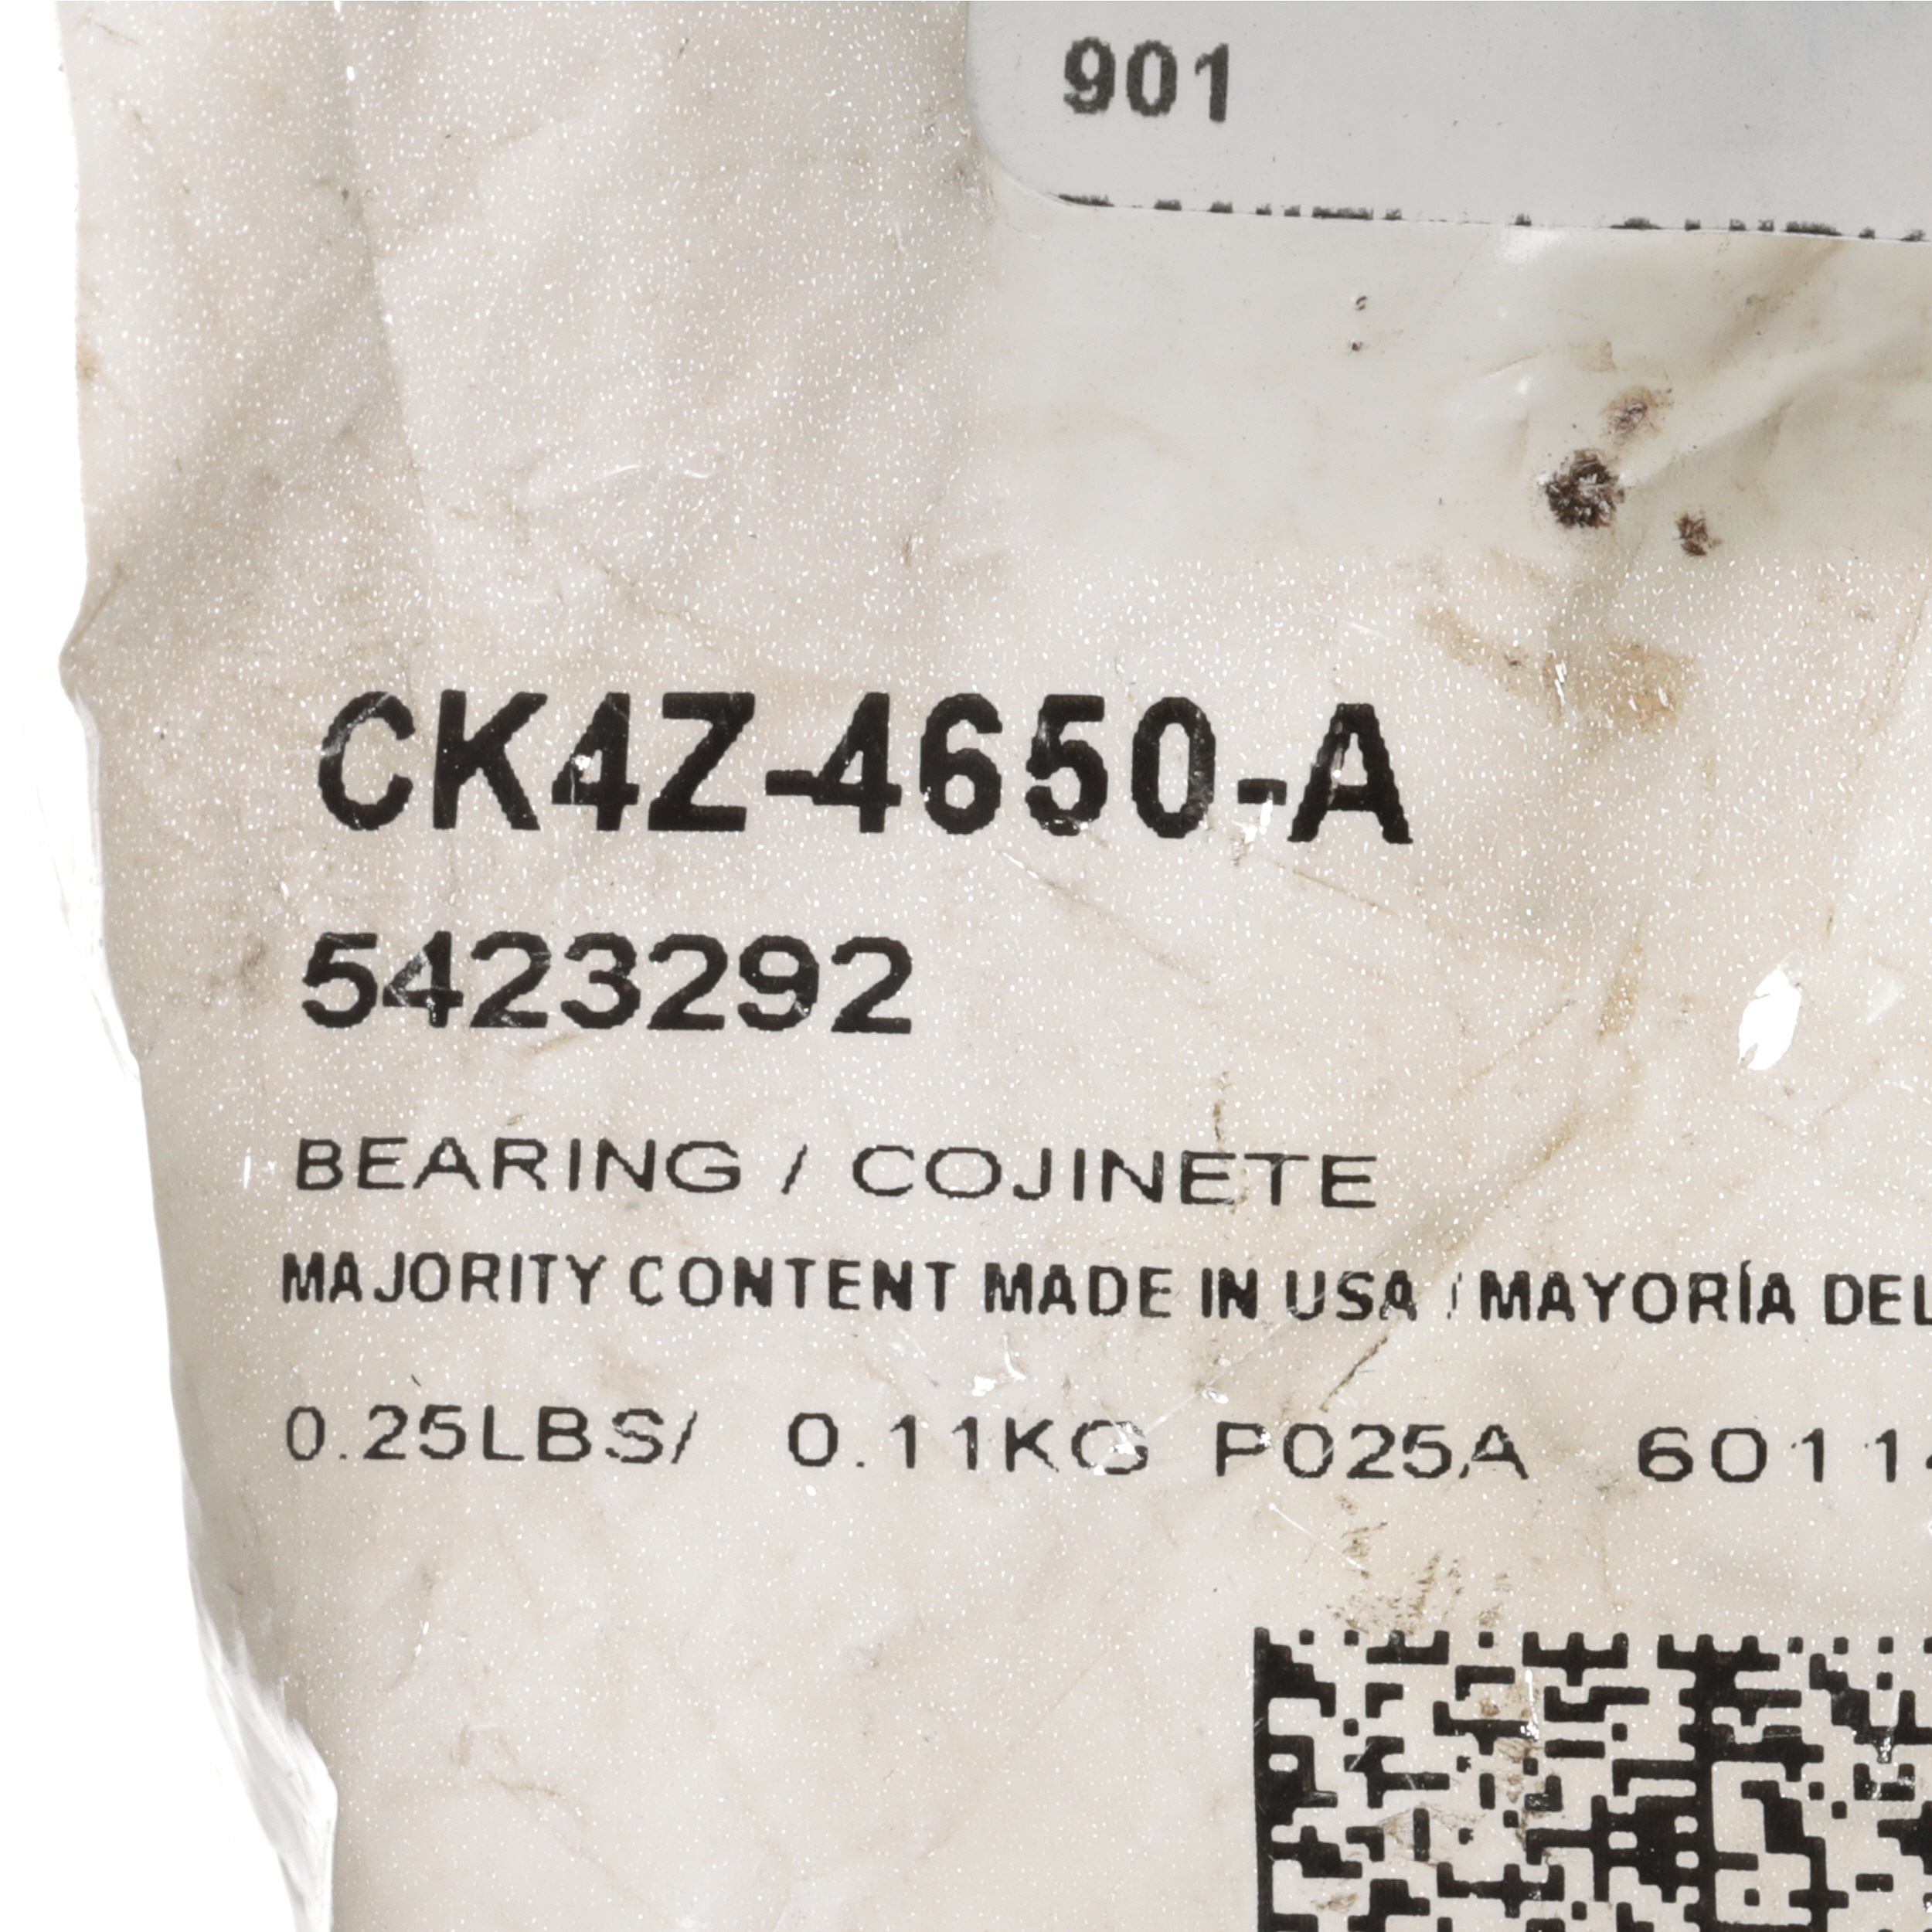 901
CK4Z-4650-A
5423292
BEARING / COJINETE
MAJORITY CONTENT MADE IN USA / MAYORÍA DEL
0.25LBS/ 0.11KG P025A 6011